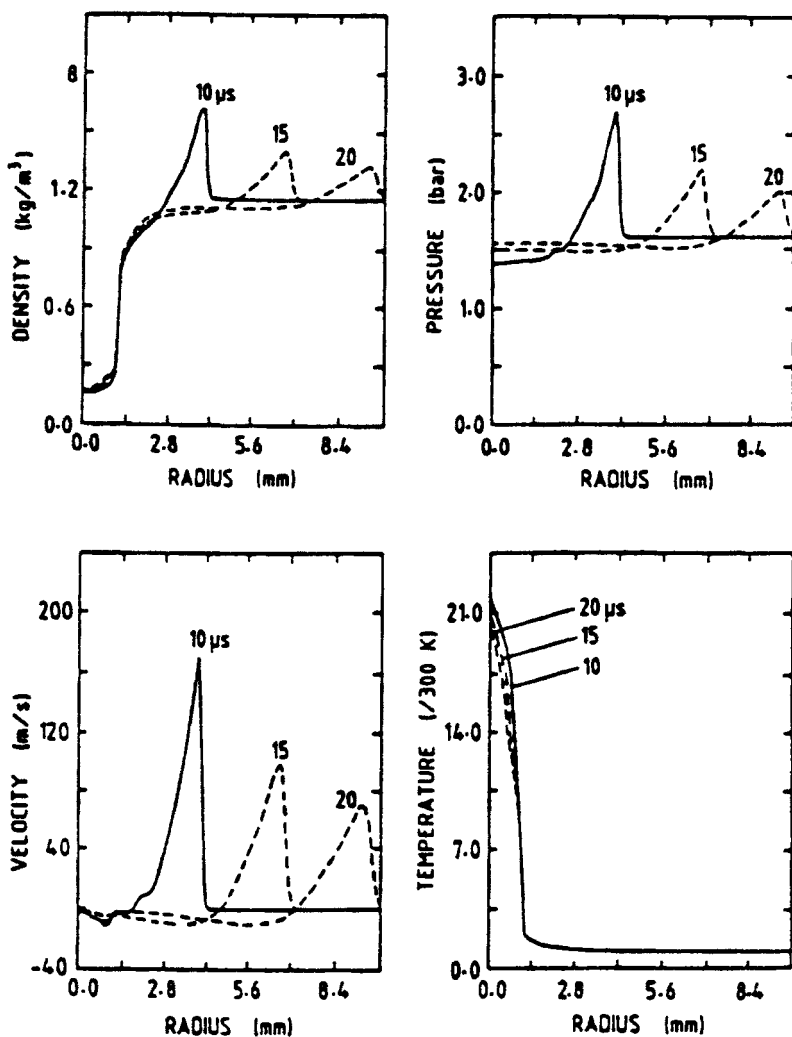 8
1·2
0·6
0·0
DENSITY (kg/m³)
10 µs
15
20
0·0 2·8 5·6 8·4
RADIUS (mm)
3·0
2·0
1·0
0·0
PRESSURE (bar)
10 µs
15
20
0·0 2·8 5·6 8·4
RADIUS (mm)
200
120
40
-40
VELOCITY (m/s)
10 µs
15
20
0·0 2·8 5·6 8·4
RADIUS (mm)
21·0
14·0
7·0
0·0
TEMPERATURE (/300 K)
20 µs
15
10
0·0 2·8 5·6 8·4
RADIUS (mm)